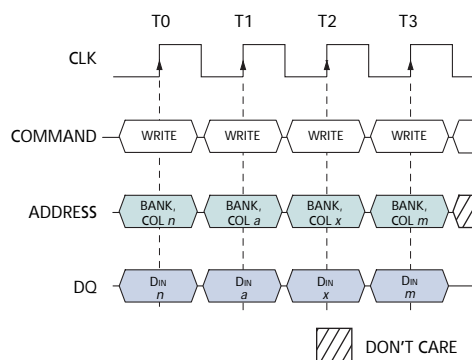 T0 T1 T2 T3
CLK
COMMAND WRITE WRITE WRITE WRITE
ADDRESS BANK, COL n BANK, COL a BANK, COL x BANK, COL m
DQ DIN n DIN a DIN x DIN m
DON'T CARE